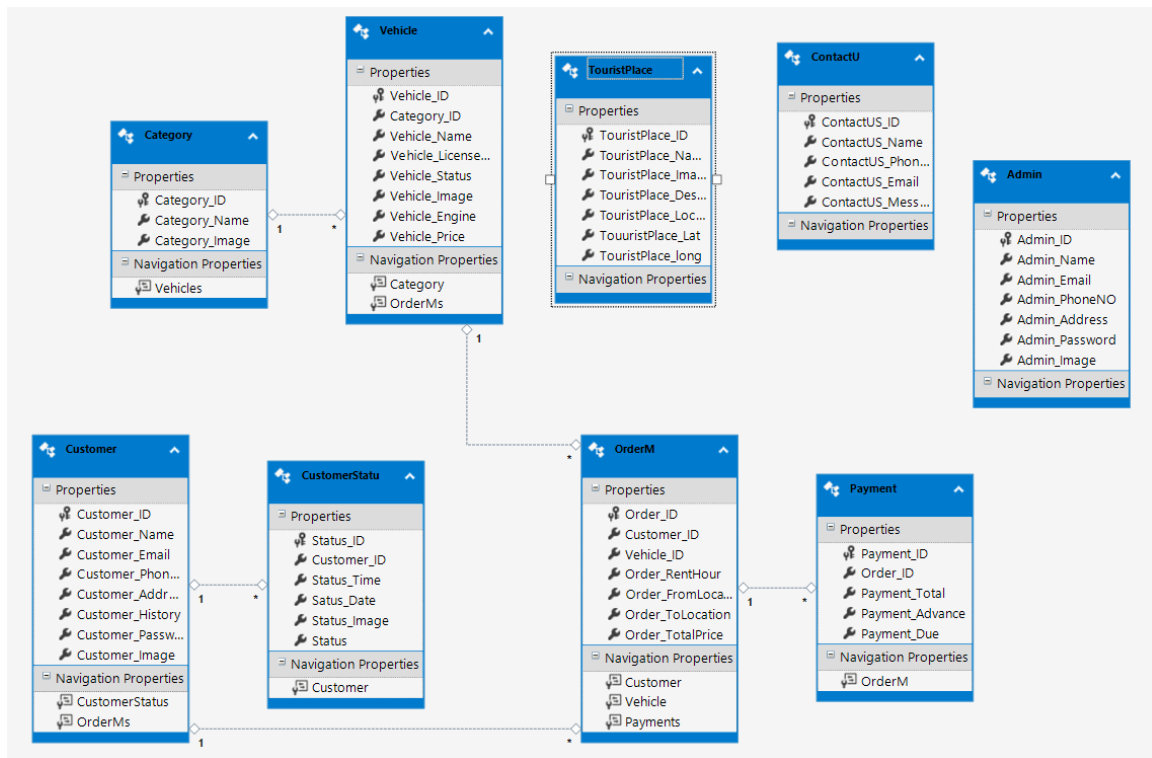 Vehicle
Properties
Vehicle_ID
Category_ID
Vehicle_Name
Vehicle_License...
Vehicle_Status
Vehicle_Image
Vehicle_Engine
Vehicle_Price
Navigation Properties
Category
OrderMs
TouristPlace
Properties
TouristPlace_ID
TouristPlace_Na...
TouristPlace_Ima...
TouristPlace_Des...
TouristPlace_Loc...
TouuristPlace_Lat
TouristPlace_long
Navigation Properties
ContactU
Properties
ContactUS_ID
ContactUS_Name
ContactUS_Phon...
ContactUS_Email
ContactUS_Mess...
Navigation Properties
Category
Properties
Category_ID
Category_Name
Category_Image
Navigation Properties
Vehicles
1
*
Admin
Properties
Admin_ID
Admin_Name
Admin_Email
Admin_PhoneNO
Admin_Address
Admin_Password
Admin_Image
Navigation Properties
1
*
Customer
Properties
Customer_ID
Customer_Name
Customer_Email
Customer_Phon...
Customer_Addr...
Customer_History
Customer_Passw...
Customer_Image
Navigation Properties
CustomerStatus
OrderMs
1
*
CustomerStatu
Properties
Status_ID
Customer_ID
Status_Time
Satus_Date
Status_Image
Status
Navigation Properties
Customer
1
*
OrderM
Properties
Order_ID
Customer_ID
Vehicle_ID
Order_RentHour
Order_FromLoca...
Order_ToLocation
Order_TotalPrice
Navigation Properties
Customer
Vehicle
Payments
1
*
Payment
Properties
Payment_ID
Order_ID
Payment_Total
Payment_Advance
Payment_Due
Navigation Properties
OrderM